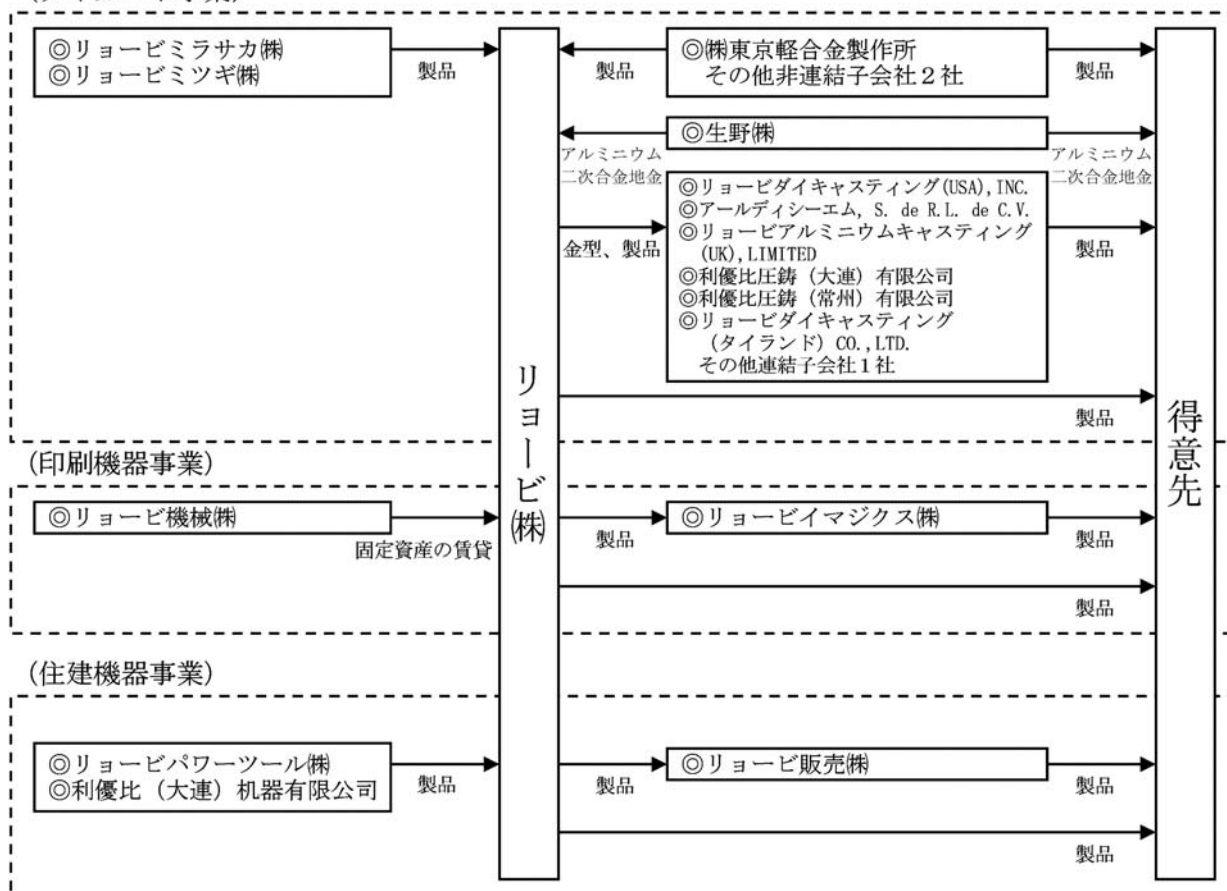 ◎リョービミラサカ㈱
◎リョービミツギ㈱
製品
製品
◎㈱東京軽合金製作所
その他非連結子会社2社
製品
◎生野㈱
アルミニウム
二次合金地金
アルミニウム
二次合金地金
◎リョービダイキャスティング(USA), INC.
◎アールディシーエム, S. de R.L. de C.V.
◎リョービアルミニウムキャスティング
(UK), LIMITED
◎利優比圧鋳（大連）有限公司
◎利優比圧鋳（常州）有限公司
◎リョービダイキャスティング
（タイランド）CO., LTD.
その他連結子会社1社
金型、製品
製品
製品
リョービ㈱
得意先
(印刷機器事業)
◎リョービ機械㈱
固定資産の賃貸
製品
◎リョービイマジクス㈱
製品
製品
(住建機器事業)
◎リョービパワーツール㈱
◎利優比（大連）机器有限公司
製品
製品
◎リョービ販売㈱
製品
製品